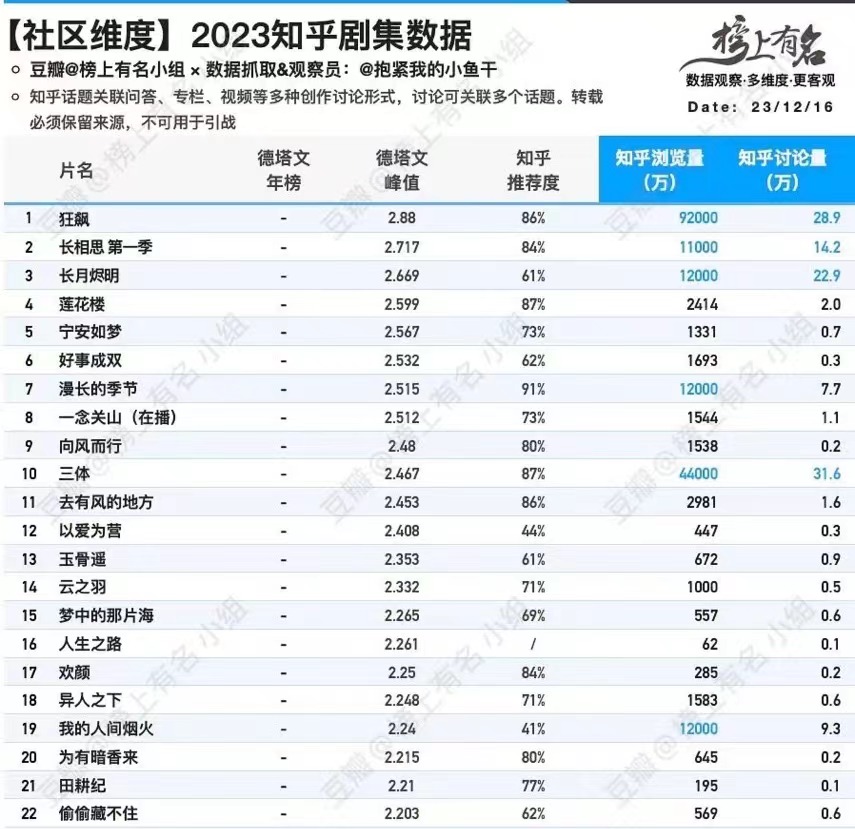 【社区维度】2023知乎剧集数据
豆瓣@榜上有名小组 × 数据抓取&观察员：@抱紧我的小鱼干
知乎话题关联问答、专栏、视频等多种创作讨论形式，讨论可关联多个话题。转载
必须保留来源，不可用于引战
榜上有名
数据观察·多维度·更客观
Date: 23/12/16
片名 德塔文年榜 德塔文峰值 知乎推荐度 知乎浏览量（万） 知乎讨论量（万）
1 狂飙 - 2.88 86% 92000 28.9
2 长相思 第一季 - 2.717 84% 11000 14.2
3 长月烬明 - 2.669 61% 12000 22.9
4 莲花楼 - 2.599 87% 2414 2.0
5 宁安如梦 - 2.567 73% 1331 0.7
6 好事成双 - 2.532 62% 1693 0.3
7 漫长的季节 - 2.515 91% 12000 7.7
8 一念关山（在播） - 2.512 73% 1544 1.1
9 向风而行 - 2.48 80% 1538 0.2
10 三体 - 2.467 87% 44000 31.6
11 去有风的地方 - 2.453 86% 2981 1.6
12 以爱为营 - 2.408 44% 447 0.3
13 玉骨遥 - 2.353 61% 672 0.9
14 云之羽 - 2.332 71% 1000 0.5
15 梦中的那片海 - 2.265 69% 557 0.6
16 人生之路 - 2.261 / 62 0.1
17 欢颜 - 2.25 84% 285 0.2
18 异人之下 - 2.248 71% 1583 0.6
19 我的人间烟火 - 2.24 41% 12000 9.3
20 为有暗香来 - 2.215 80% 645 0.2
21 田耕纪 - 2.21 77% 195 0.1
22 偷偷藏不住 - 2.203 62% 569 0.6
豆瓣@榜上有名 小组